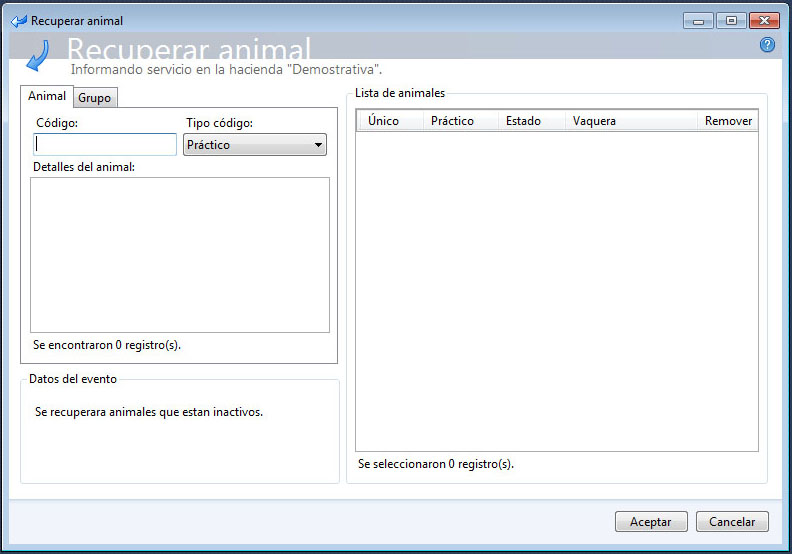 Recuperar animal
Recuperar animal
Informando servicio en la hacienda "Demostrativa".
Animal Grupo
Código: Tipo código:
Práctico
Detalles del animal:
Se encontraron 0 registro(s).
Datos del evento
Se recuperara animales que estan inactivos.
Lista de animales
Único Práctico Estado Vaquera Remover
Se seleccionaron 0 registro(s).
Aceptar Cancelar